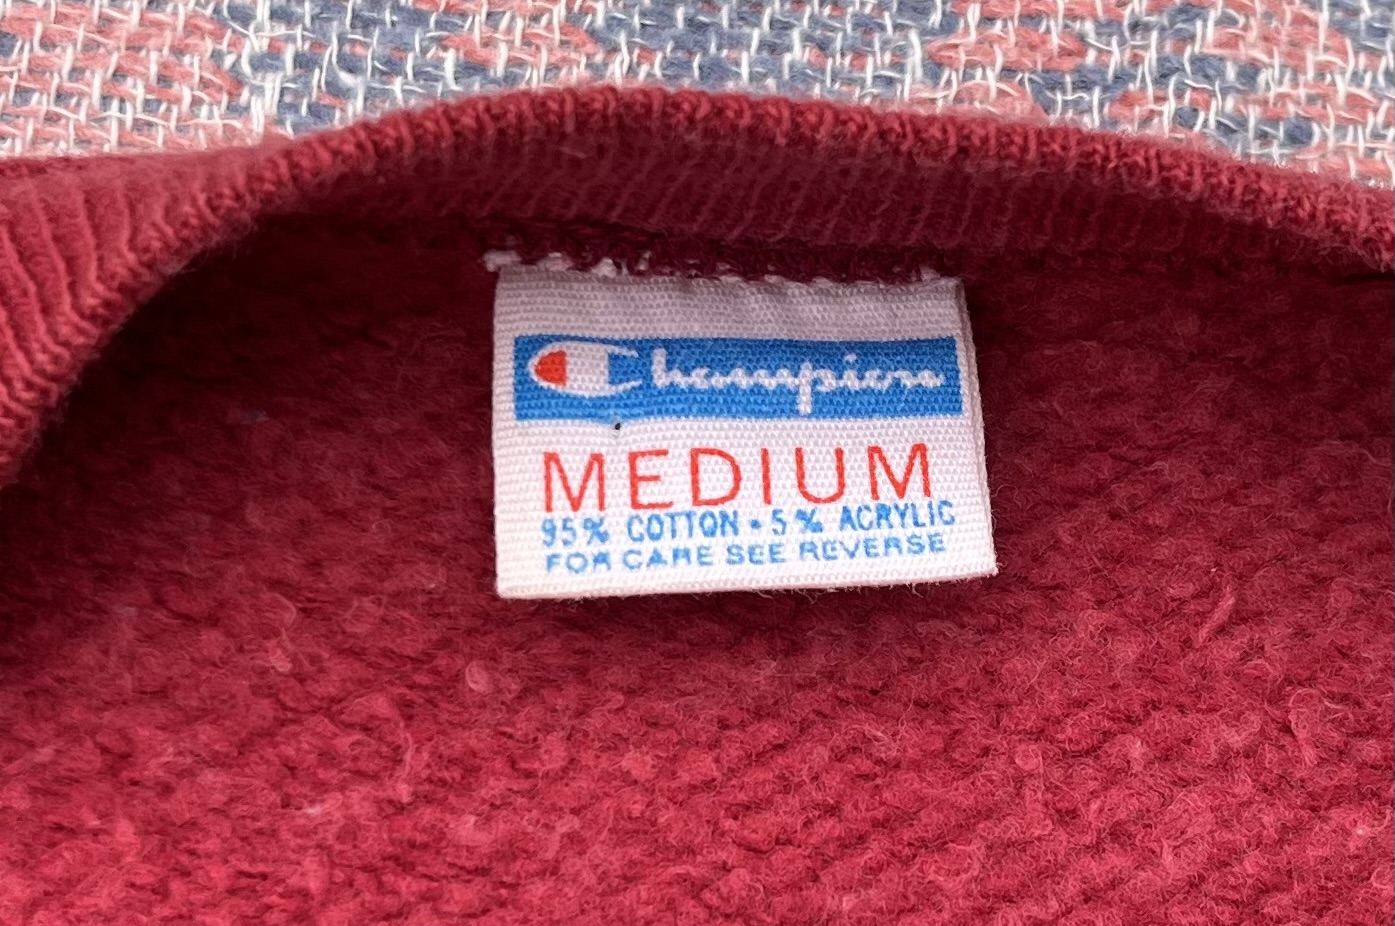 Champion
MEDIUM
95% COTTON • 5% ACRYLIC
FOR CARE SEE REVERSE